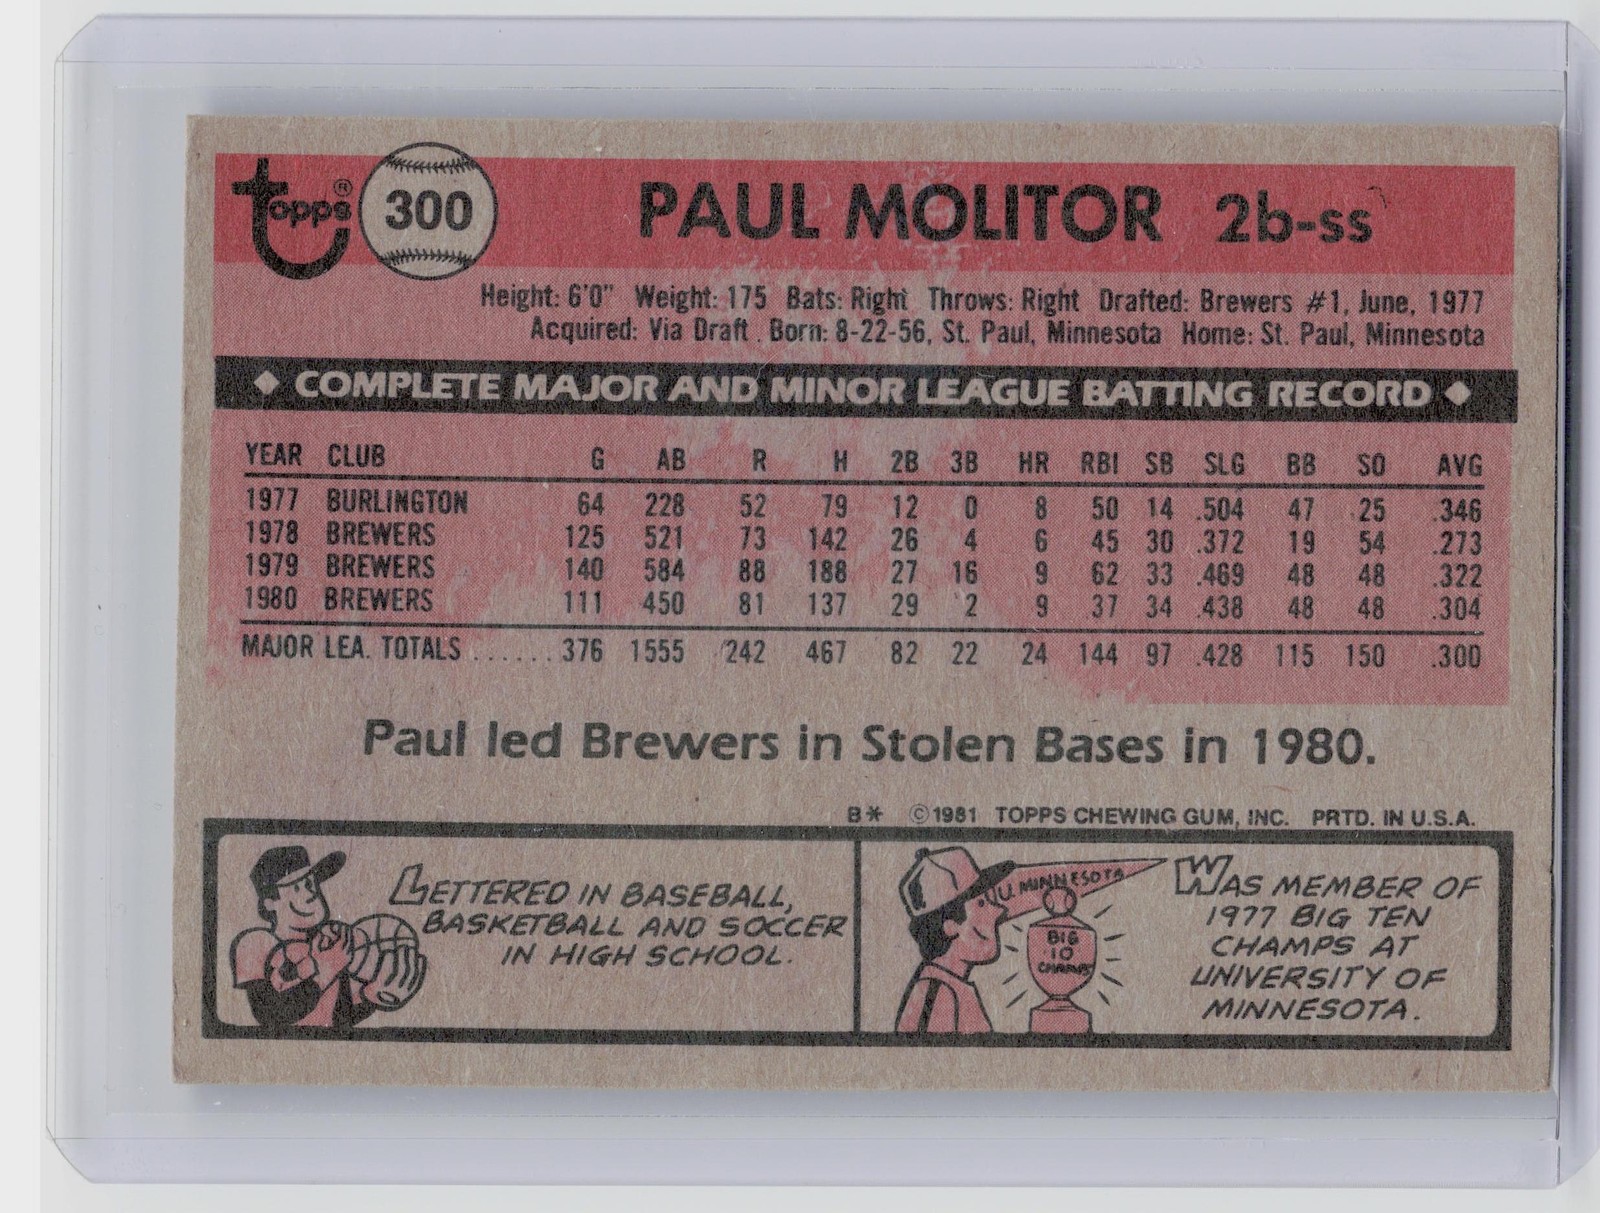 topps® 300 PAUL MOLITOR 2b-ss
Height: 6'0" Weight: 175 Bats: Right Throws: Right Drafted: Brewers #1, June, 1977
Acquired: Via Draft. Born: 8-22-56, St. Paul, Minnesota Home: St. Paul, Minnesota
◆ COMPLETE MAJOR AND MINOR LEAGUE BATTING RECORD ◆
YEAR CLUB G AB R H 2B 3B HR RBI SB SLG BB SO AVG
1977 BURLINGTON 64 228 52 79 12 0 8 50 14 .504 47 25 .346
1978 BREWERS 125 521 73 142 26 4 6 45 30 .372 19 54 .273
1979 BREWERS 140 584 88 188 27 16 9 62 33 .469 48 48 .322
1980 BREWERS 111 450 81 137 29 2 9 37 34 .438 48 48 .304
MAJOR LEA. TOTALS ...... 376 1555 242 467 82 22 24 144 97 .428 115 150 .300
Paul led Brewers in Stolen Bases in 1980.
B* ©1981 TOPPS CHEWING GUM, INC. PRTD. IN U.S.A.
LETTERED IN BASEBALL,
BASKETBALL AND SOCCER
IN HIGH SCHOOL.
U. MINNESOTA
BIG
10
CHAMPS
WAS MEMBER OF
1977 BIG TEN
CHAMPS AT
UNIVERSITY OF
MINNESOTA.